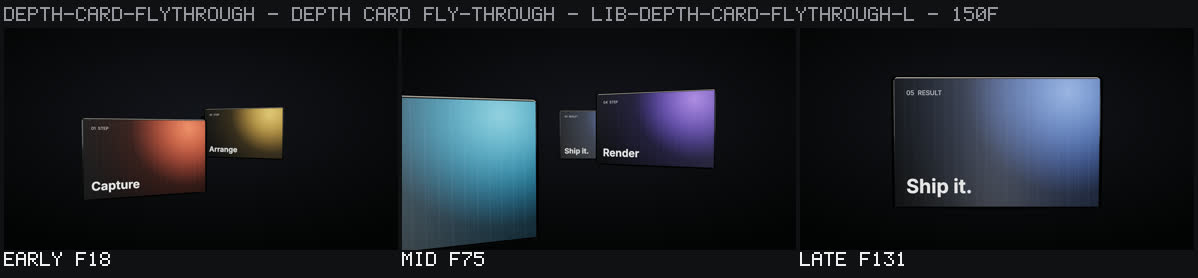 DEPTH-CARD-FLYTHROUGH - DEPTH CARD FLY-THROUGH - LIB-DEPTH-CARD-FLYTHROUGH-L - 150F
01 STEP
Capture
Arrange
Ship it.
04 STEP
Render
05 RESULT
Ship it.
EARLY F18
MID F75
LATE F131